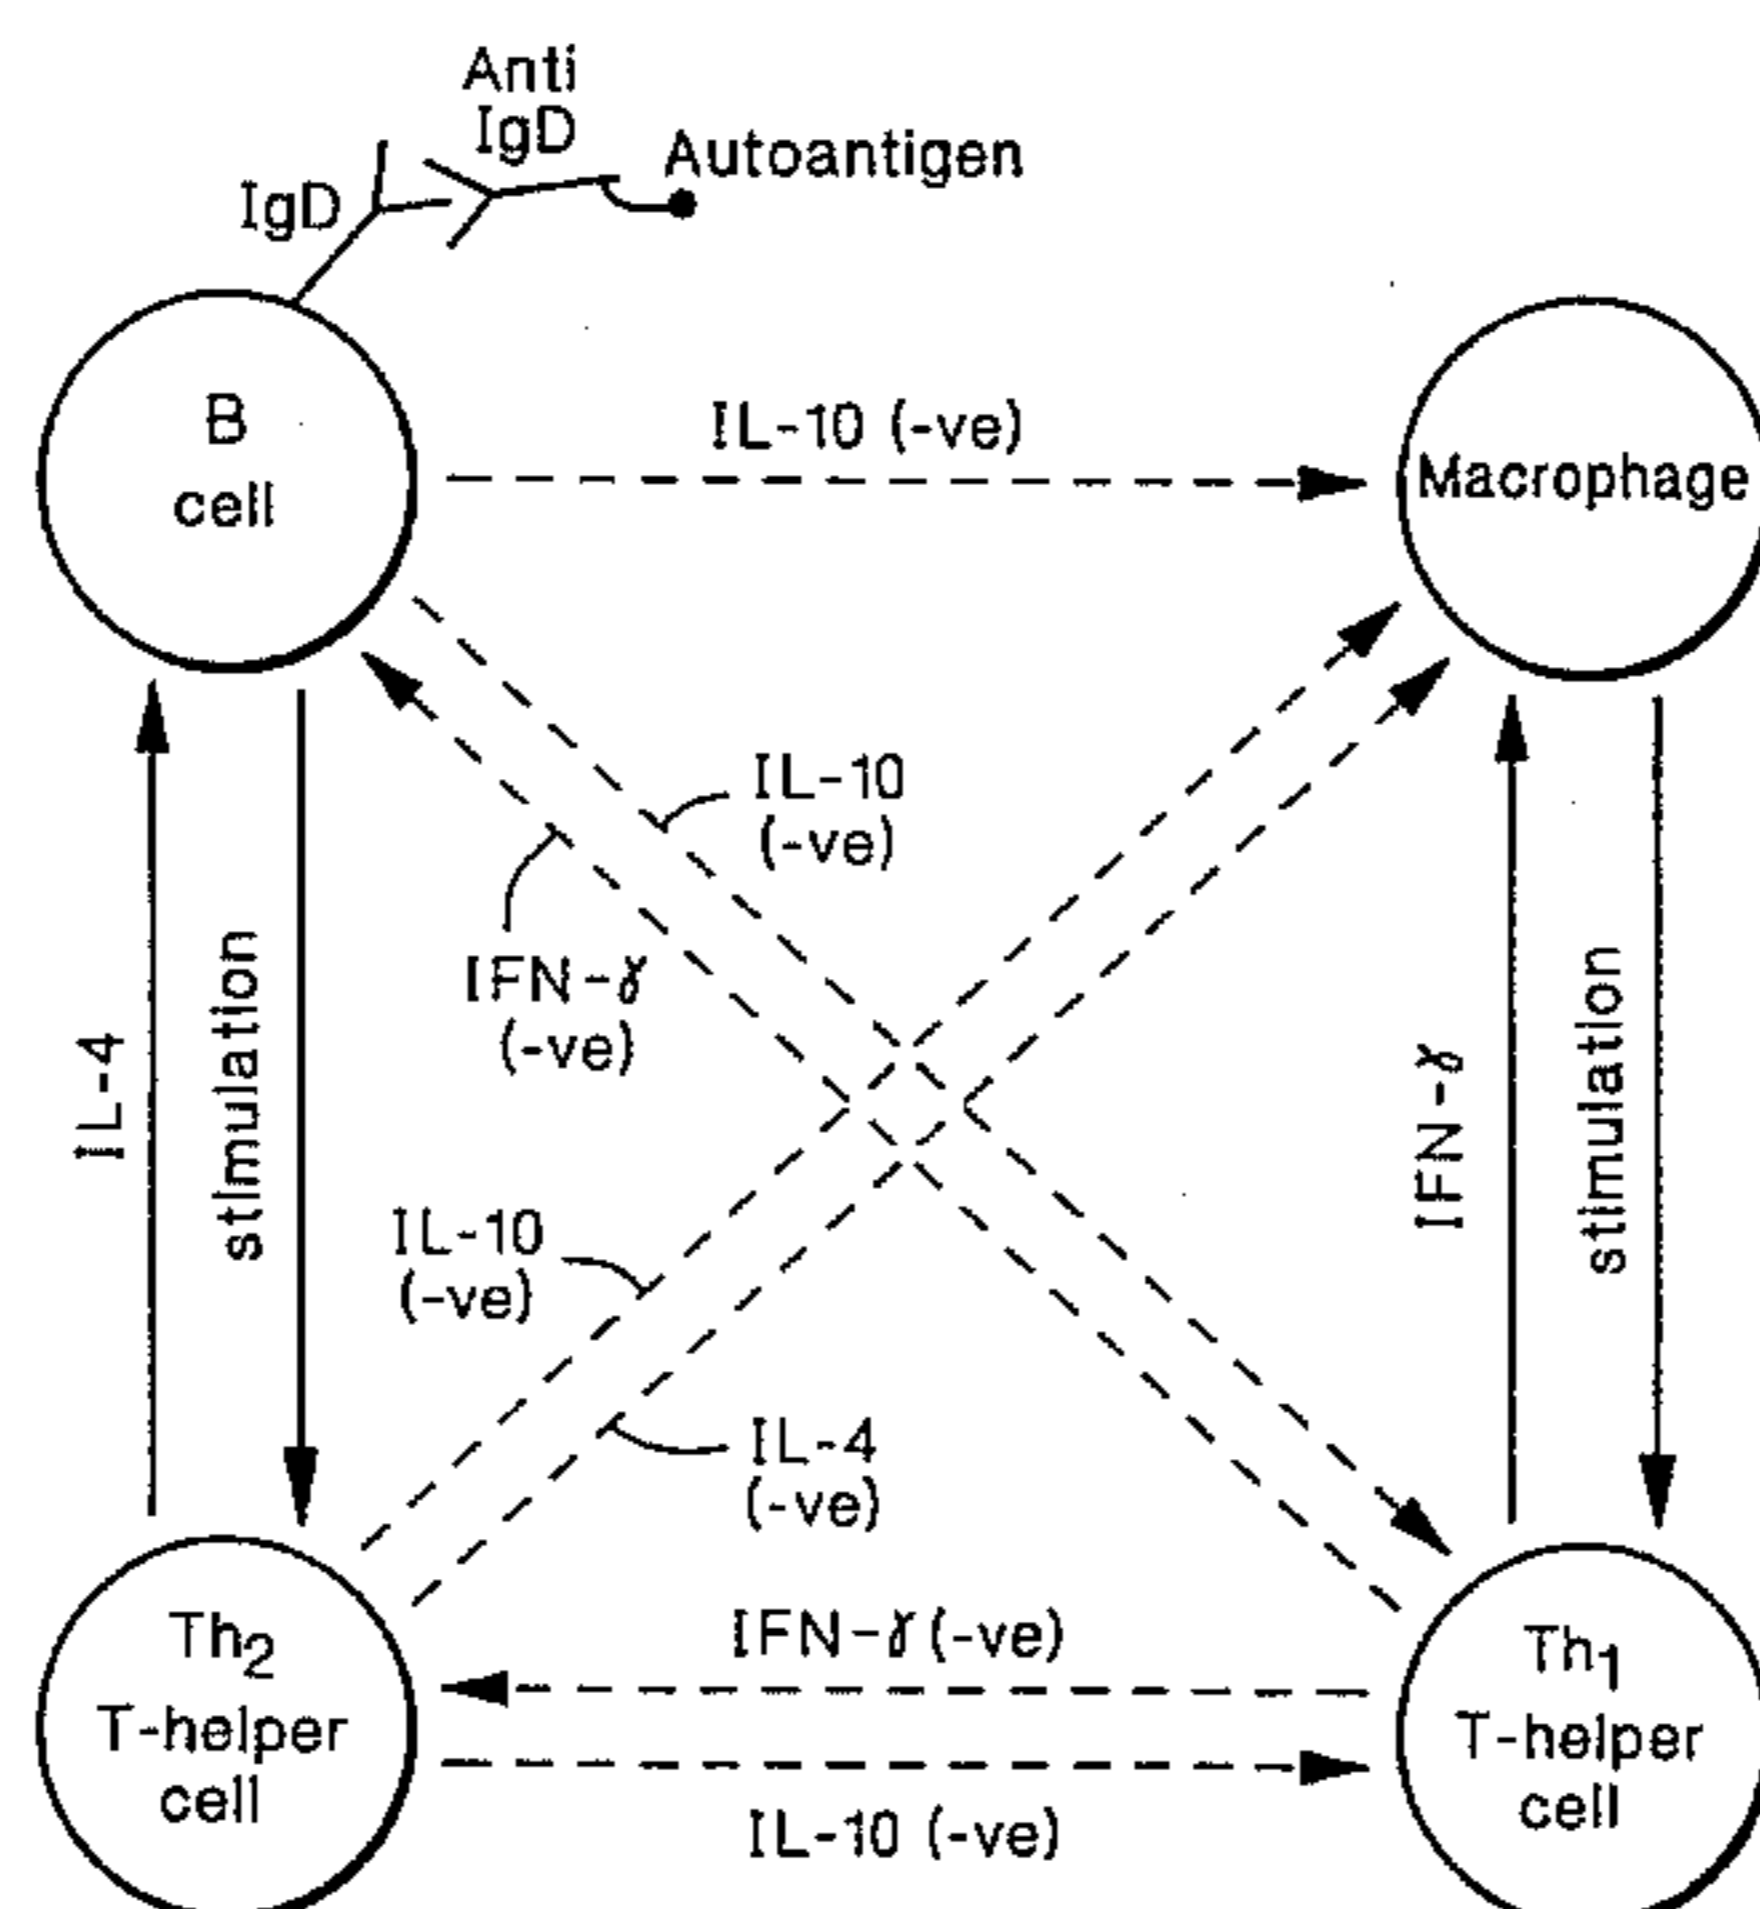 Anti
IgD
Autoantigen
IgD
B
cell
IL-10 (-ve)
Macrophage
IL-10
(-ve)
IFN-ɣ
(-ve)
IL-4
stimulation
IFN-ɣ
stimulation
IL-10
(-ve)
IL-4
(-ve)
Th2
T-helper
cell
IFN-ɣ (-ve)
IL-10 (-ve)
Th1
T-helper
cell